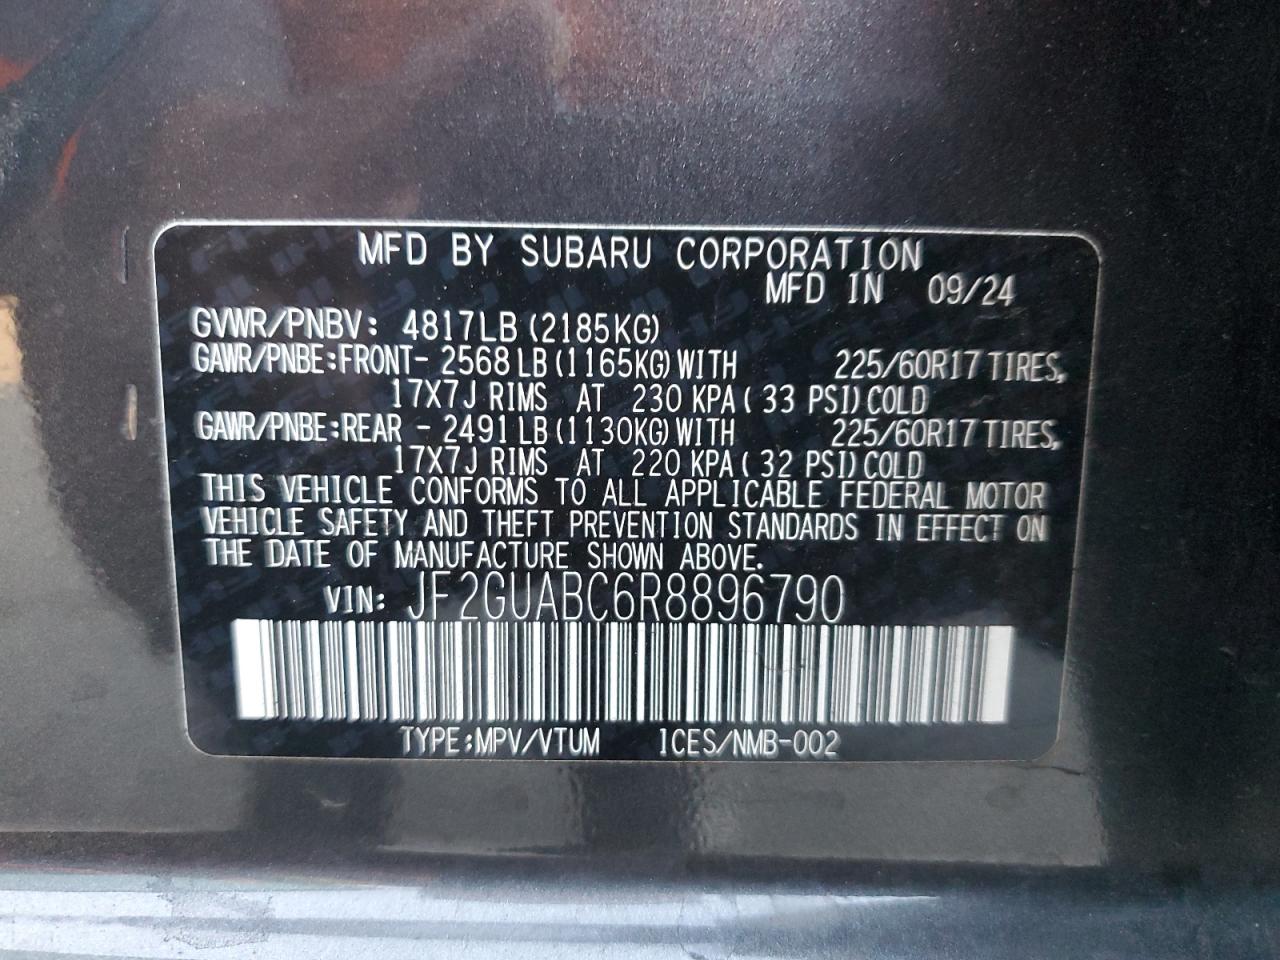 MFD BY SUBARU CORPORATION
MFD IN 09/24
GVWR/PNBV: 4817LB (2185KG)
GAWR/PNBE:FRONT- 2568 LB (1165KG) WITH 225/60R17 TIRES,
17X7J RIMS AT 230 KPA ( 33 PSI) COLD
GAWR/PNBE:REAR - 2491 LB (1130KG) WITH 225/60R17 TIRES,
17X7J RIMS AT 220 KPA ( 32 PSI) COLD
THIS VEHICLE CONFORMS TO ALL APPLICABLE FEDERAL MOTOR
VEHICLE SAFETY AND THEFT PREVENTION STANDARDS IN EFFECT ON
THE DATE OF MANUFACTURE SHOWN ABOVE.
VIN: JF2GUABC6R8896790
TYPE:MPV/VTUM ICES/NMB-002